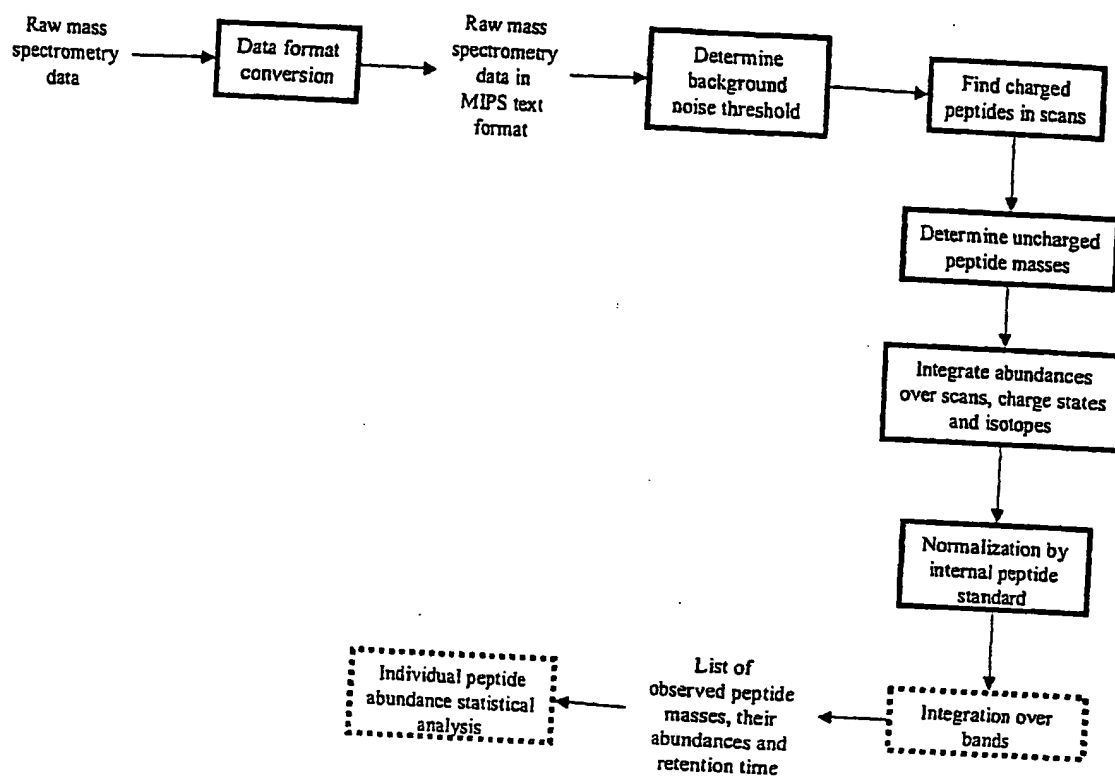 Raw mass
spectrometry
data
Data format
conversion
Raw mass
spectrometry
data in
MIPS text
format
Determine
background
noise threshold
Find charged
peptides in scans
Determine uncharged
peptide masses
Integrate abundances
over scans, charge states
and isotopes
Normalization by
internal peptide
standard
Integration over
bands
List of
observed peptide
masses, their
abundances and
retention time
Individual peptide
abundance statistical
analysis